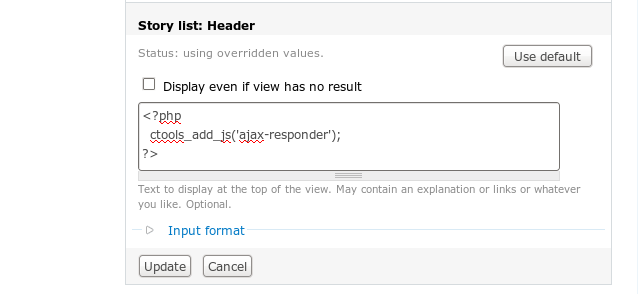 Story list: Header
Status: using overridden values.
Use default
Display even if view has no result
<?php
ctools_add_js('ajax-responder');
?>
Text to display at the top of the view. May contain an explanation or links or whatever
you like. Optional.
Input format
Update Cancel